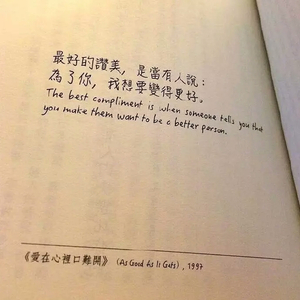 最好的讚美，是當有人說：
為了你，我想要變得更好。
The best compliment is when someone tells you that
you make them want to be a better person.
《愛在心裡口難開》（As Good As It Gets），1997